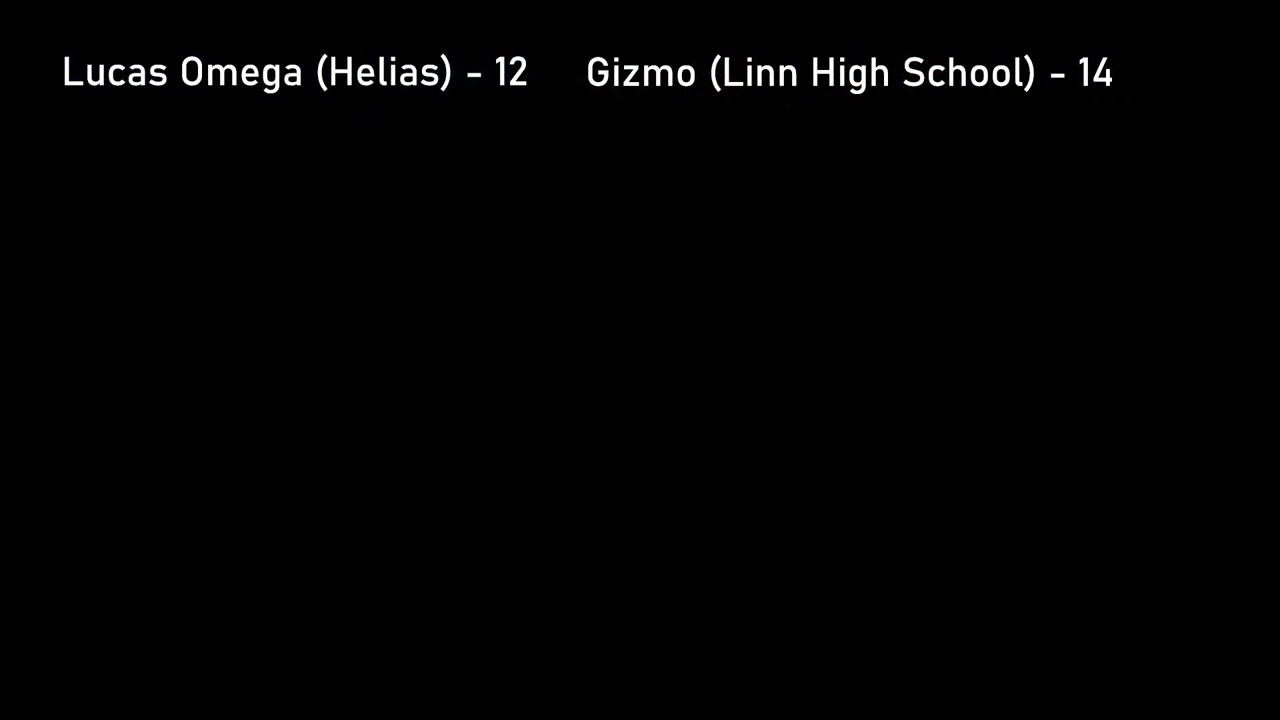 Lucas Omega (Helias) - 12
Gizmo (Linn High School) - 14